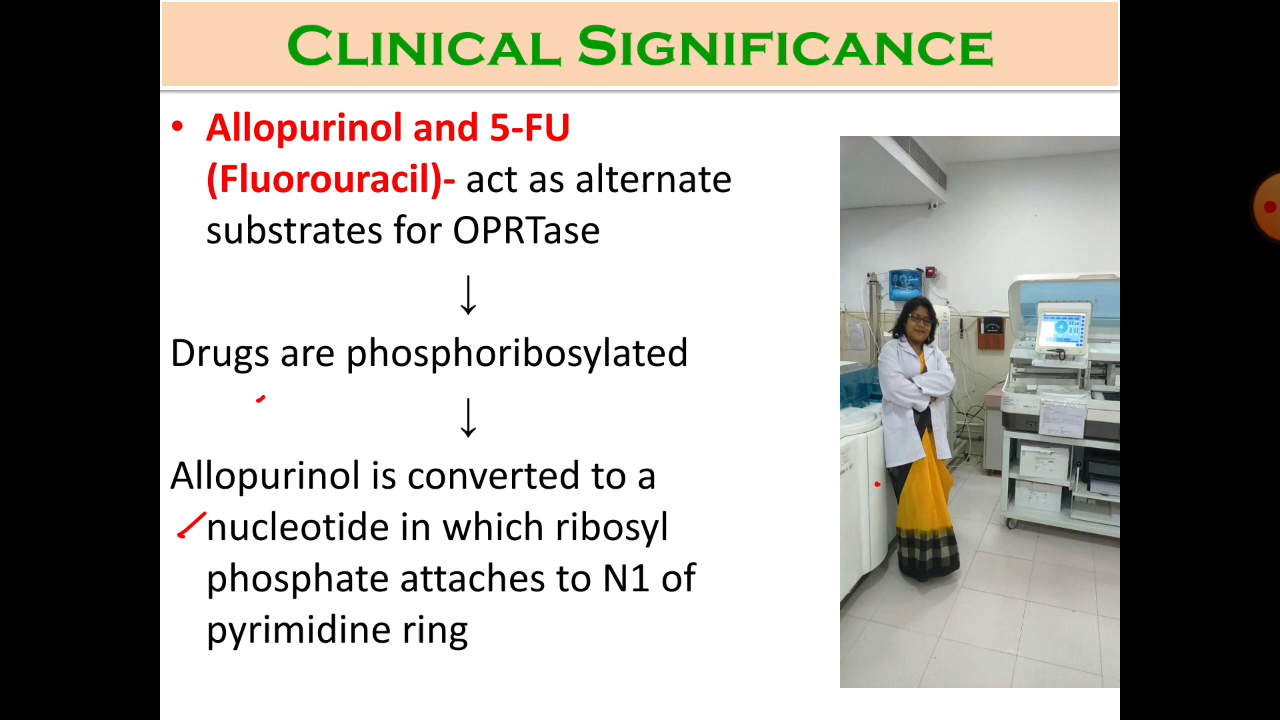 CLINICAL SIGNIFICANCE
• Allopurinol and 5-FU
(Fluorouracil)- act as alternate
substrates for OPRTase
↓
Drugs are phosphoribosylated
↓
Allopurinol is converted to a
nucleotide in which ribosyl
phosphate attaches to N1 of
pyrimidine ring